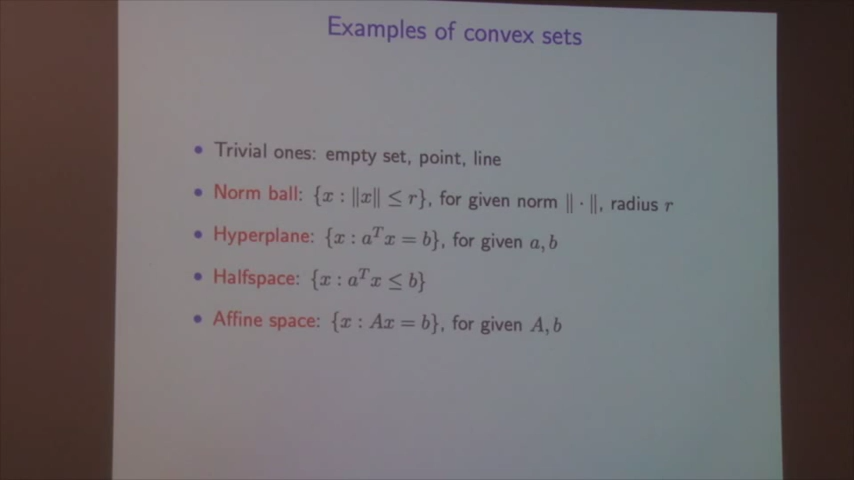 Examples of convex sets
• Trivial ones: empty set, point, line
• Norm ball: {x : ‖x‖ ≤ r}, for given norm ‖ · ‖, radius r
• Hyperplane: {x : aᵀx = b}, for given a, b
• Halfspace: {x : aᵀx ≤ b}
• Affine space: {x : Ax = b}, for given A, b